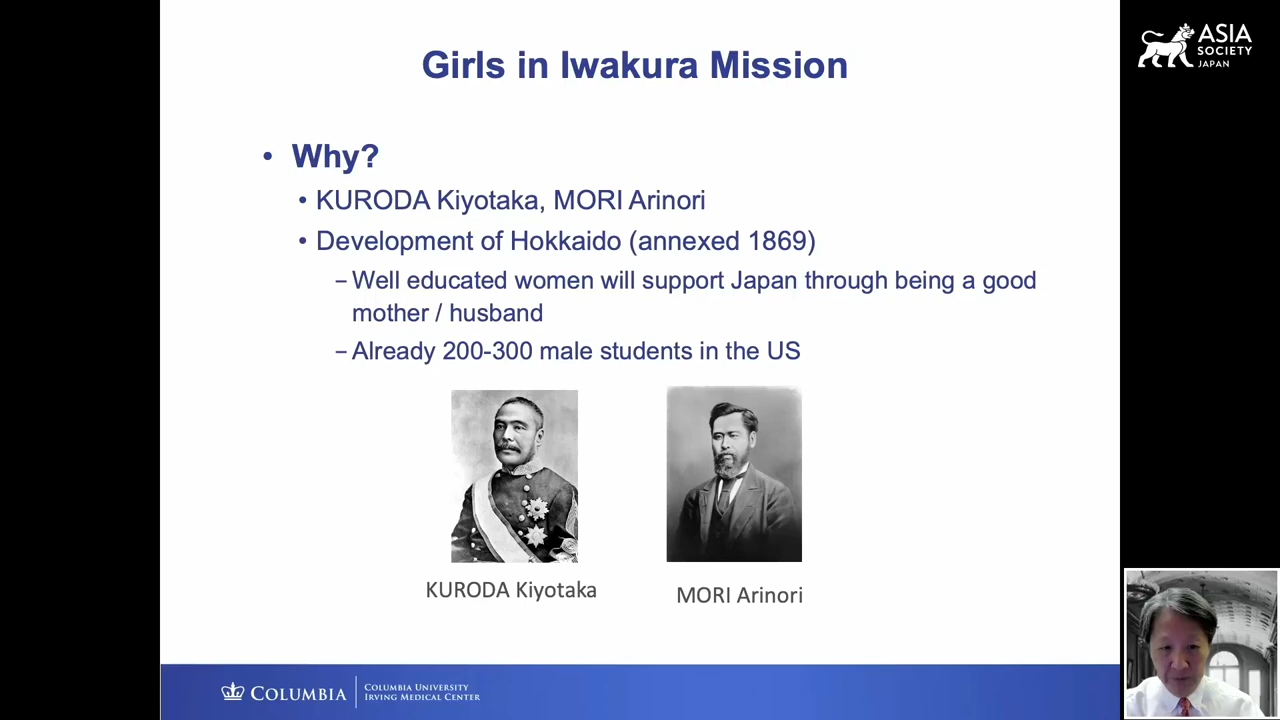 Girls in Iwakura Mission
• Why?
• KURODA Kiyotaka, MORI Arinori
• Development of Hokkaido (annexed 1869)
– Well educated women will support Japan through being a good
mother / husband
– Already 200-300 male students in the US
KURODA Kiyotaka
MORI Arinori
COLUMBIA
COLUMBIA UNIVERSITY
IRVING MEDICAL CENTER
ASIA
SOCIETY
JAPAN